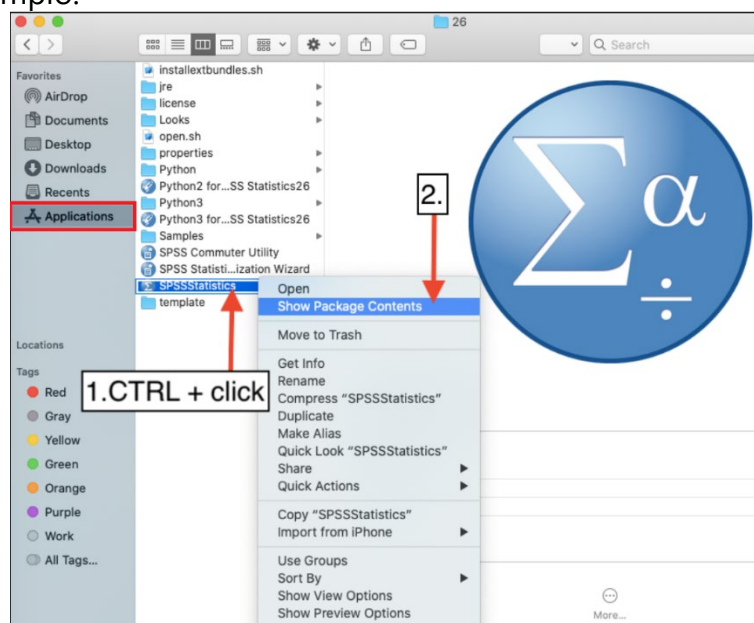 mple:
26
Search
Favorites
AirDrop
Documents
Desktop
Downloads
Recents
Applications
Locations
Tags
Red
Gray
Yellow
Green
Orange
Purple
Work
All Tags...
installextbundles.sh
jre
license
Looks
open.sh
properties
Python
Python2 for...SS Statistics26
Python3
Python3 for...SS Statistics26
Samples
SPSS Commuter Utility
SPSS Statisti...ization Wizard
SPSSStatistics
template
1.CTRL + click
2.
Open
Show Package Contents
Move to Trash
Get Info
Rename
Compress “SPSSStatistics”
Duplicate
Make Alias
Quick Look “SPSSStatistics”
Share
Quick Actions
Copy “SPSSStatistics”
Import from iPhone
Use Groups
Sort By
Show View Options
Show Preview Options
Σα
More...